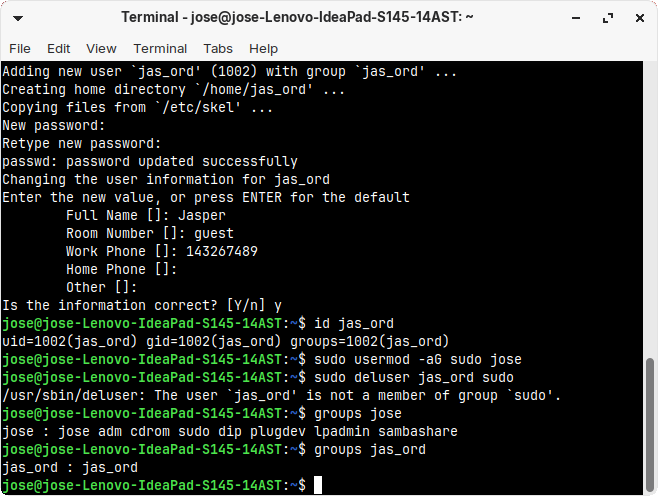 Terminal - jose@jose-Lenovo-IdeaPad-S145-14AST: ~
File Edit View Terminal Tabs Help
Adding new user `jas_ord' (1002) with group `jas_ord' ...
Creating home directory `/home/jas_ord' ...
Copying files from `/etc/skel' ...
New password:
Retype new password:
passwd: password updated successfully
Changing the user information for jas_ord
Enter the new value, or press ENTER for the default
        Full Name []: Jasper
        Room Number []: guest
        Work Phone []: 143267489
        Home Phone []:
        Other []:
Is the information correct? [Y/n] y
jose@jose-Lenovo-IdeaPad-S145-14AST:~$ id jas_ord
uid=1002(jas_ord) gid=1002(jas_ord) groups=1002(jas_ord)
jose@jose-Lenovo-IdeaPad-S145-14AST:~$ sudo usermod -aG sudo jose
jose@jose-Lenovo-IdeaPad-S145-14AST:~$ sudo deluser jas_ord sudo
/usr/sbin/deluser: The user `jas_ord' is not a member of group `sudo'.
jose@jose-Lenovo-IdeaPad-S145-14AST:~$ groups jose
jose : jose adm cdrom sudo dip plugdev lpadmin sambashare
jose@jose-Lenovo-IdeaPad-S145-14AST:~$ groups jas_ord
jas_ord : jas_ord
jose@jose-Lenovo-IdeaPad-S145-14AST:~$